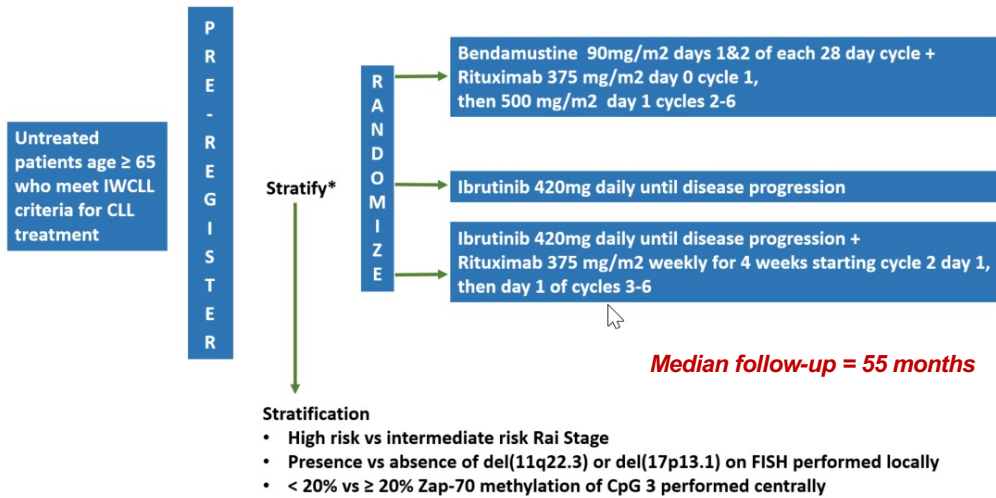 Untreated
patients age ≥ 65
who meet IWCLL
criteria for CLL
treatment
PRE-REGISTER
Stratify*
RANDOMIZE
Bendamustine 90mg/m2 days 1&2 of each 28 day cycle +
Rituximab 375 mg/m2 day 0 cycle 1,
then 500 mg/m2 day 1 cycles 2-6
Ibrutinib 420mg daily until disease progression
Ibrutinib 420mg daily until disease progression +
Rituximab 375 mg/m2 weekly for 4 weeks starting cycle 2 day 1,
then day 1 of cycles 3-6
Median follow-up = 55 months
Stratification
• High risk vs intermediate risk Rai Stage
• Presence vs absence of del(11q22.3) or del(17p13.1) on FISH performed locally
• < 20% vs ≥ 20% Zap-70 methylation of CpG 3 performed centrally